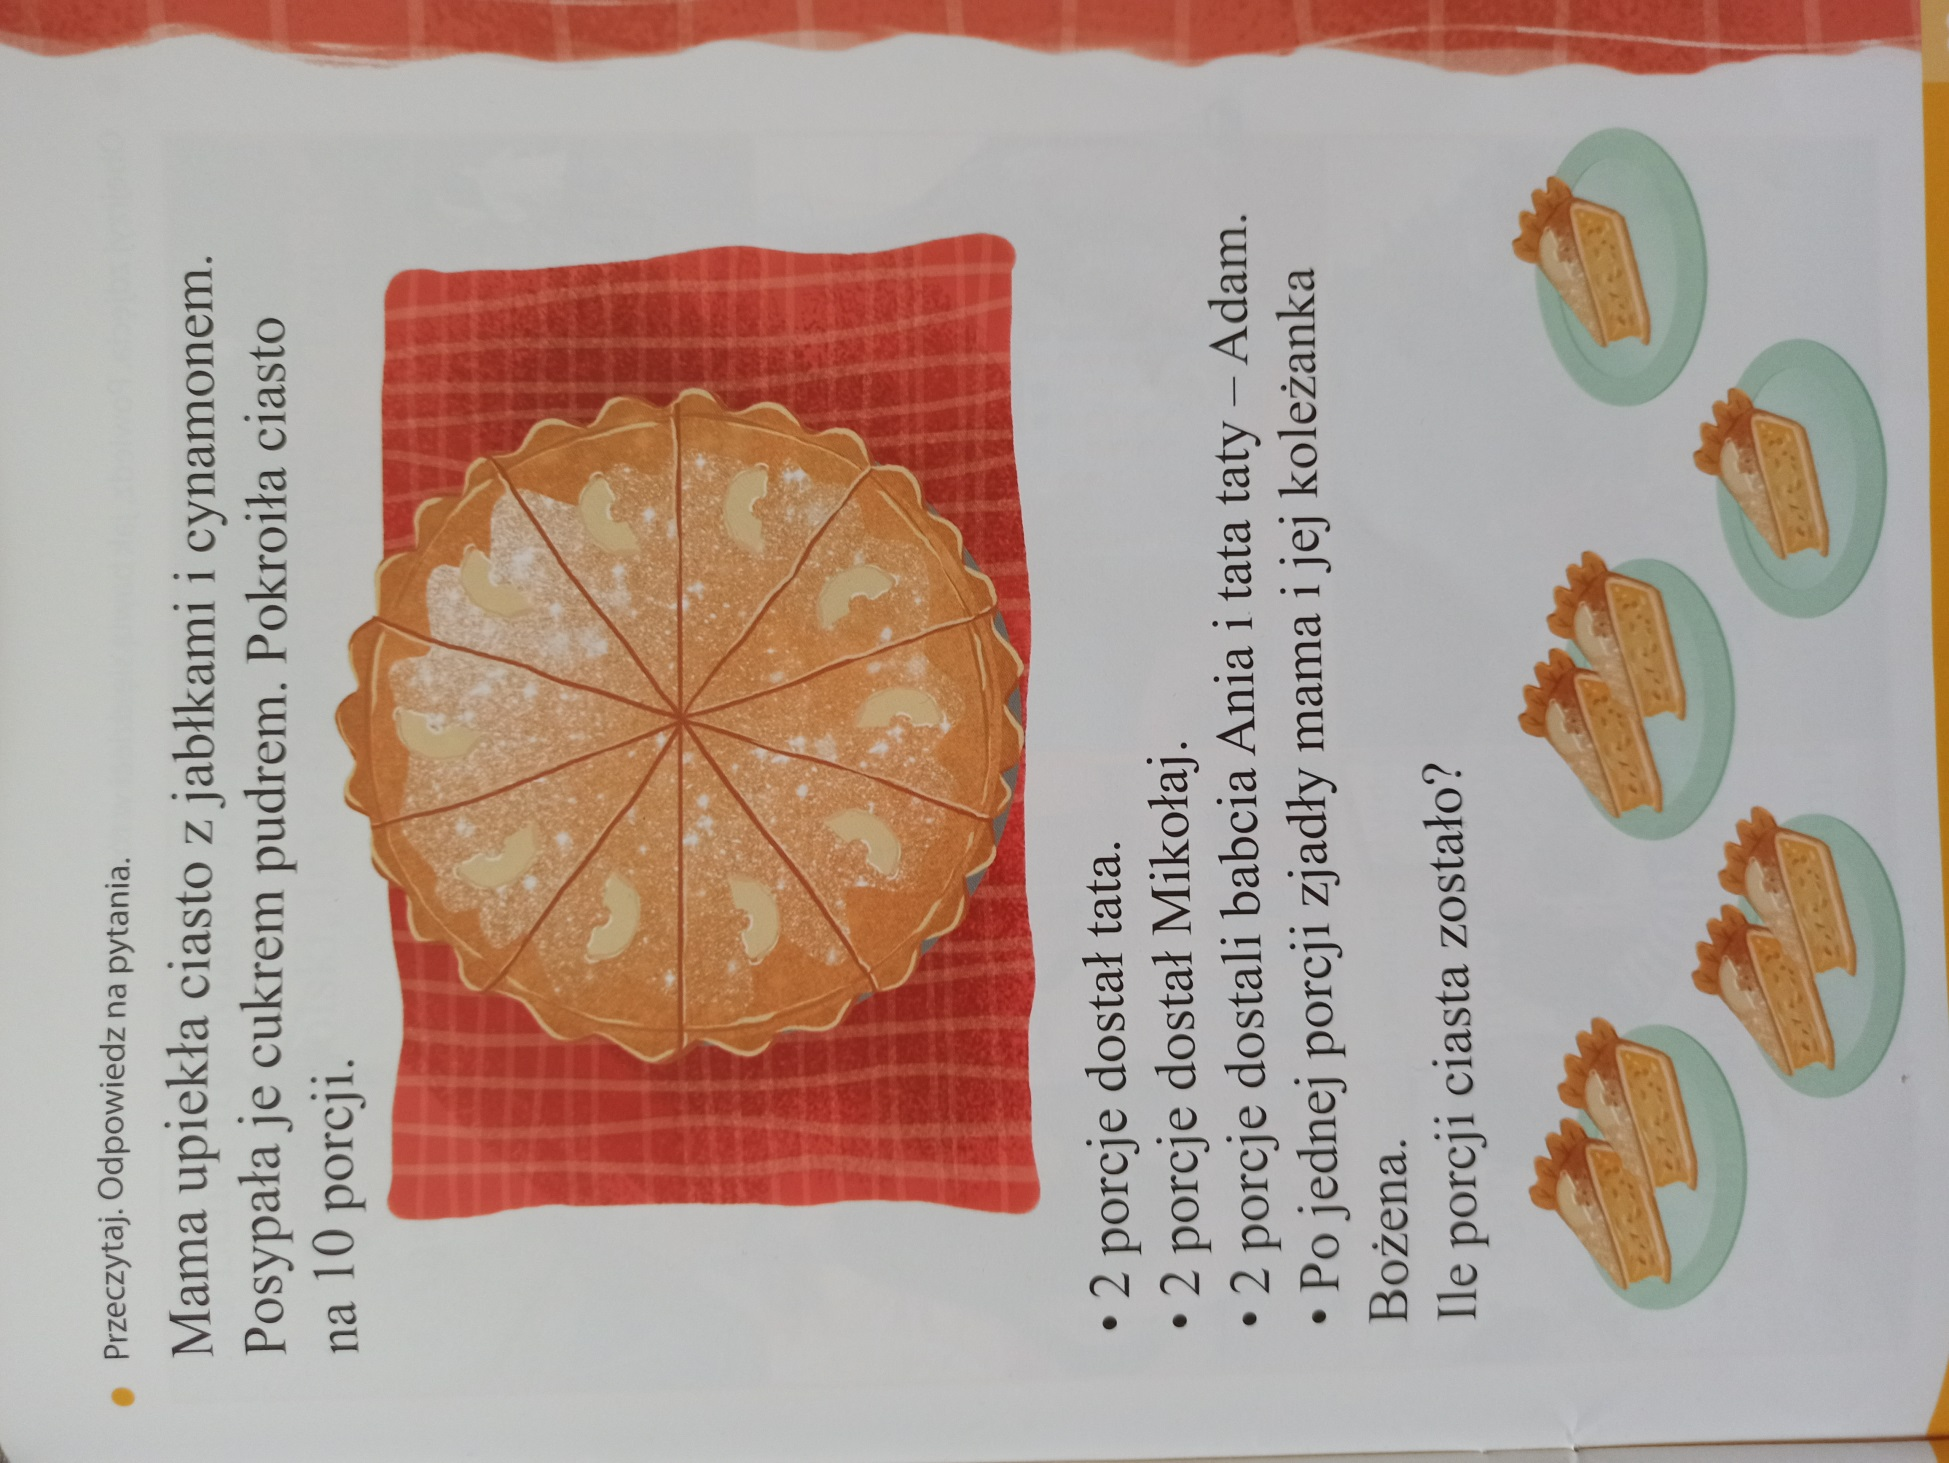 • Przeczytaj. Odpowiedz na pytania.
Mama upiekła ciasto z jabłkami i cynamonem.
Posypała je cukrem pudrem. Pokroiła ciasto
na 10 porcji.
• 2 porcje dostał tata.
• 2 porcje dostał Mikołaj.
• 2 porcje dostali babcia Ania i tata taty – Adam.
• Po jednej porcji zjadły mama i jej koleżanka
Bożena.
Ile porcji ciasta zostało?